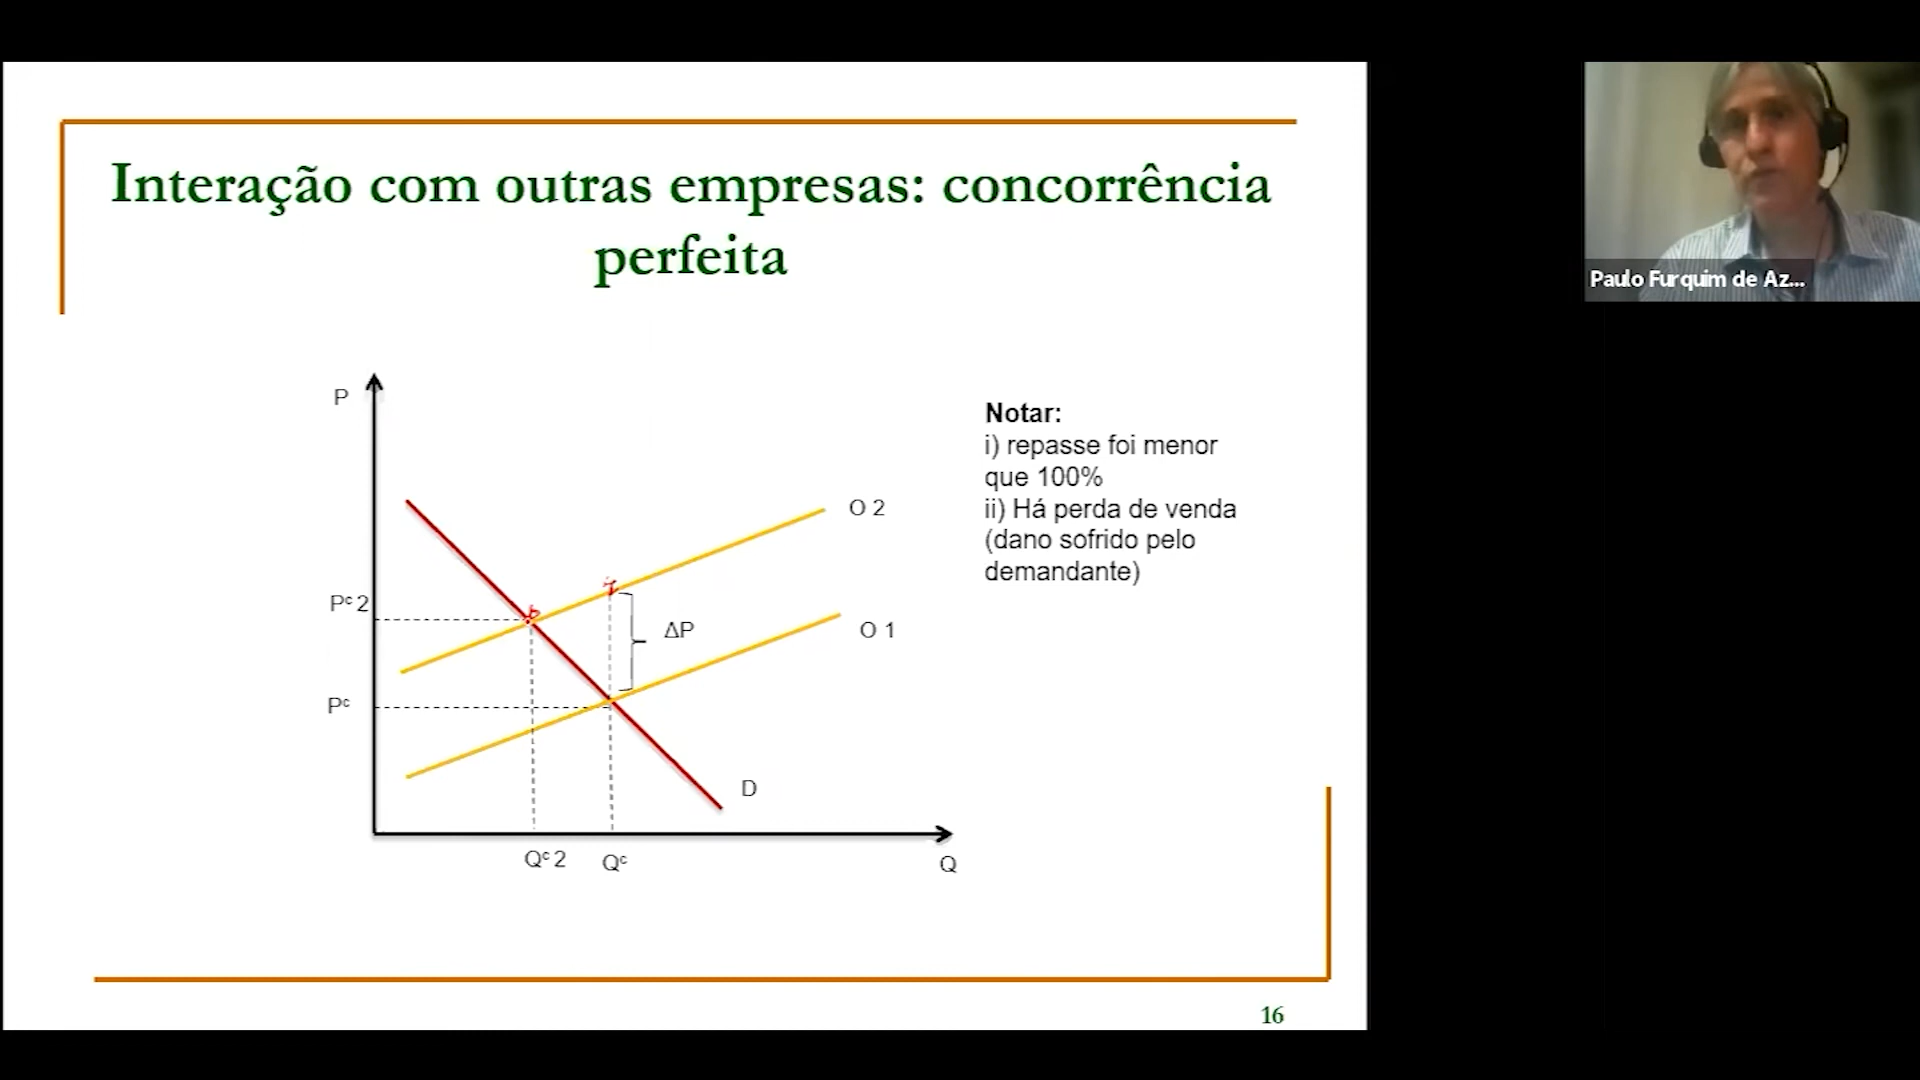 Interação com outras empresas: concorrência
perfeita
Paulo Furquim de Az...
P
Notar:
i) repasse foi menor
que 100%
ii) Há perda de venda
(dano sofrido pelo
demandante)
O 2
Pᶜ 2
b
ΔP
O 1
Pᶜ
D
Qᶜ 2
Qᶜ
Q
16